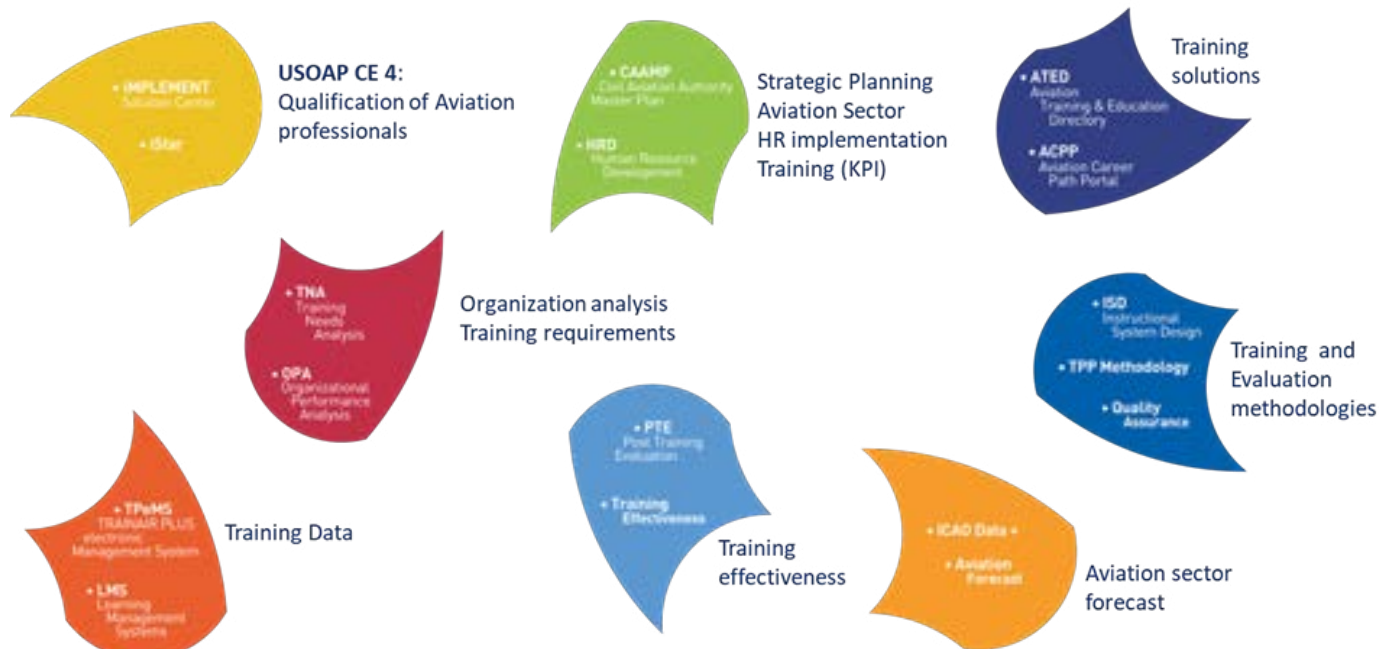 • iMPLEMENT
Solution Center
• iStar
USOAP CE 4:
Qualification of Aviation
professionals
• CAAMP
Civil Aviation Authority
Master Plan
• HRD
Human Resource
Development
Strategic Planning
Aviation Sector
HR implementation
Training (KPI)
• ATED
Aviation
Training & Education
Directory
• ACPP
Aviation Career
Path Portal
Training
solutions
• TNA
Training
Needs
Analysis
• OPA
Organizational
Performance
Analysis
Organization analysis
Training requirements
• ISD
Instructional
System Design
• TPP Methodology
• Quality
Assurance
Training and
Evaluation
methodologies
• TPeMS
TRAINAIR PLUS
electronic
Management System
• LMS
Learning
Management
Systems
Training Data
• PTE
Post Training
Evaluation
• Training
Effectiveness
Training
effectiveness
• ICAO Data •
• Aviation
Forecast
Aviation sector
forecast